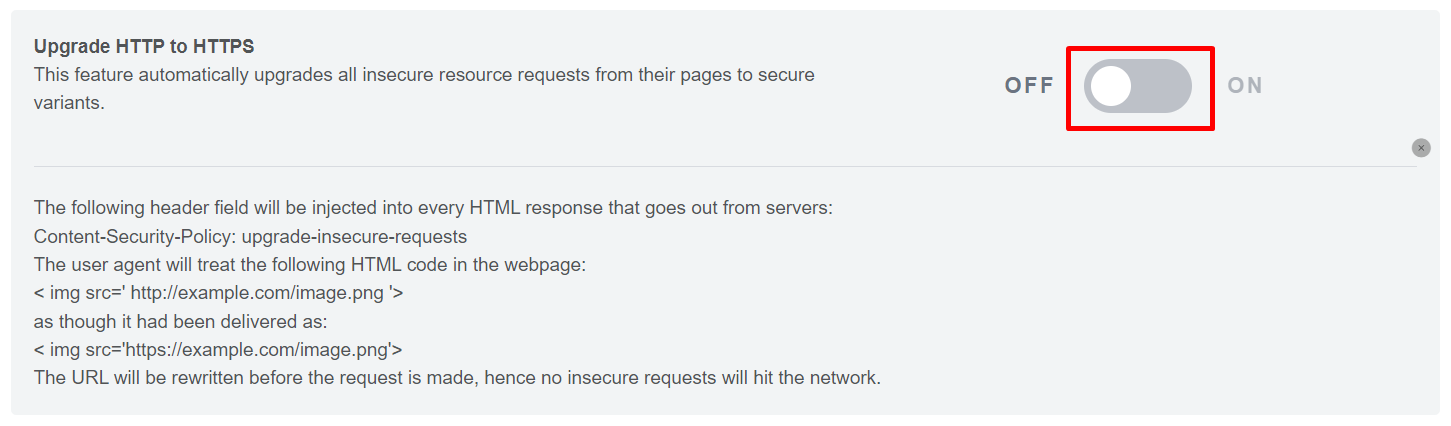 Upgrade HTTP to HTTPS
This feature automatically upgrades all insecure resource requests from their pages to secure
variants.
OFF
ON
x
The following header field will be injected into every HTML response that goes out from servers:
Content-Security-Policy: upgrade-insecure-requests
The user agent will treat the following HTML code in the webpage:
< img src=' http://example.com/image.png '>
as though it had been delivered as:
< img src='https://example.com/image.png'>
The URL will be rewritten before the request is made, hence no insecure requests will hit the network.